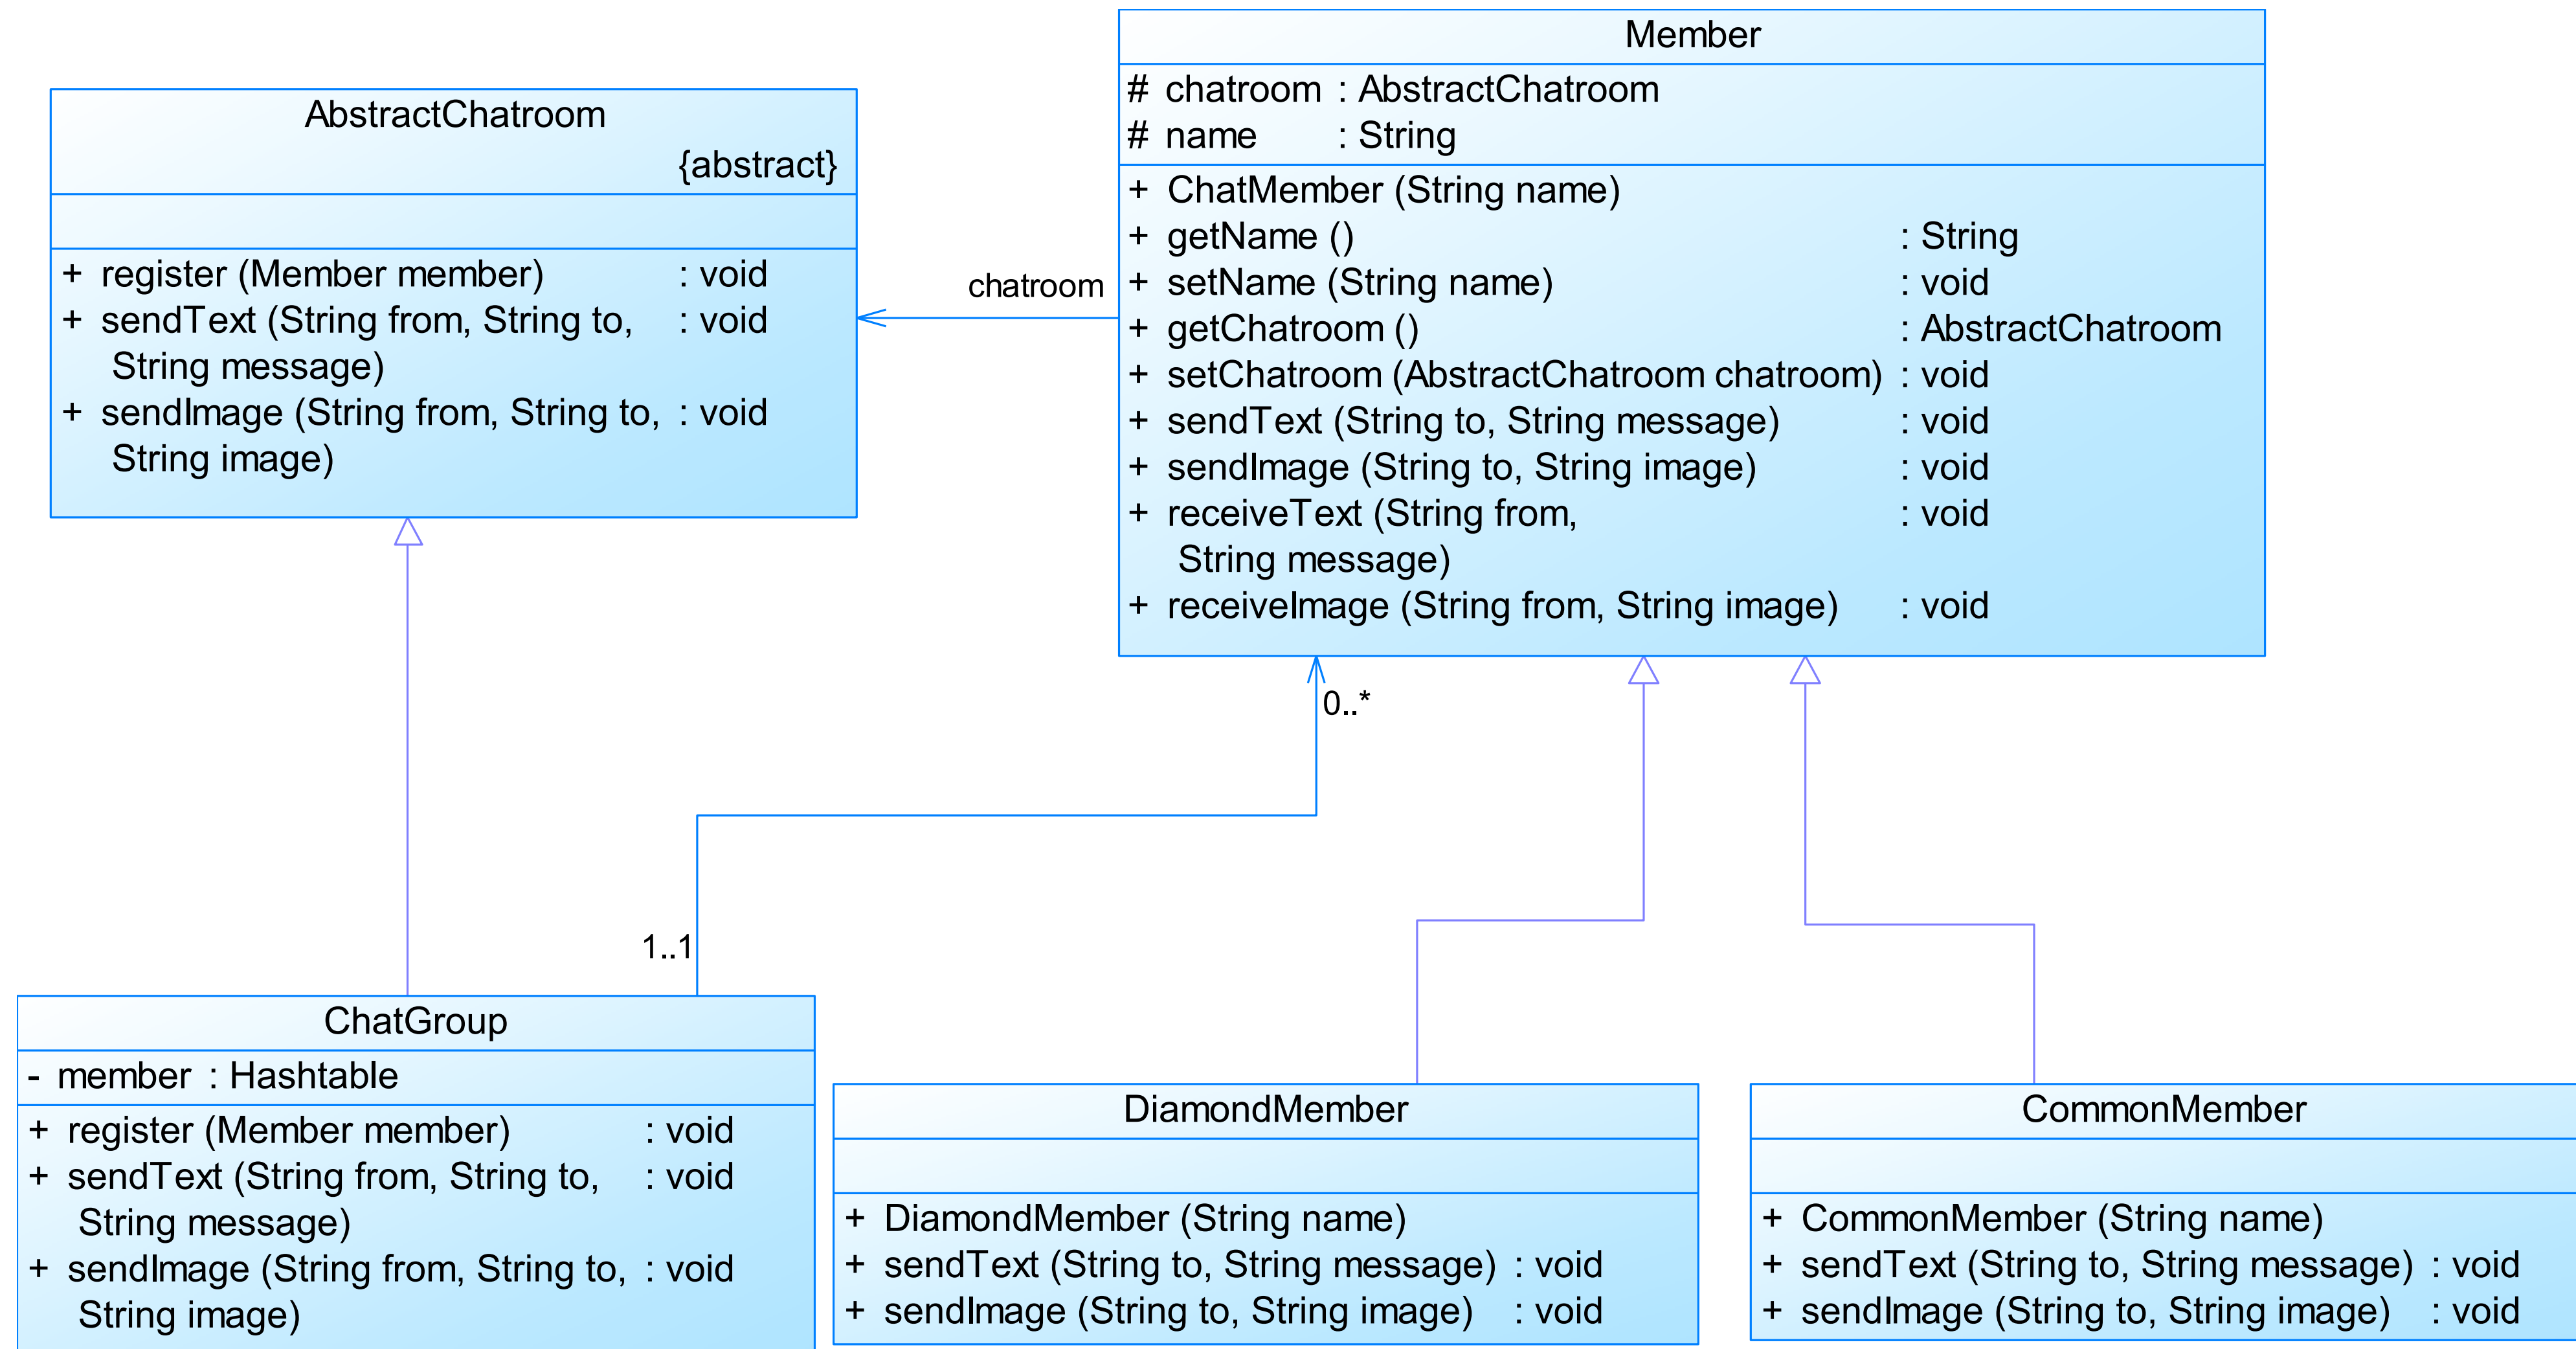 AbstractChatroom
{abstract}
+ register (Member member) : void
+ sendText (String from, String to, : void
String message)
+ sendImage (String from, String to, : void
String image)
chatroom
Member
# chatroom : AbstractChatroom
# name : String
+ ChatMember (String name)
+ getName () : String
+ setName (String name) : void
+ getChatroom () : AbstractChatroom
+ setChatroom (AbstractChatroom chatroom) : void
+ sendText (String to, String message) : void
+ sendImage (String to, String image) : void
+ receiveText (String from, : void
String message)
+ receiveImage (String from, String image) : void
0..*
1..1
ChatGroup
- member : Hashtable
+ register (Member member) : void
+ sendText (String from, String to, : void
String message)
+ sendImage (String from, String to, : void
String image)
DiamondMember
+ DiamondMember (String name)
+ sendText (String to, String message) : void
+ sendImage (String to, String image) : void
CommonMember
+ CommonMember (String name)
+ sendText (String to, String message) : void
+ sendImage (String to, String image) : void